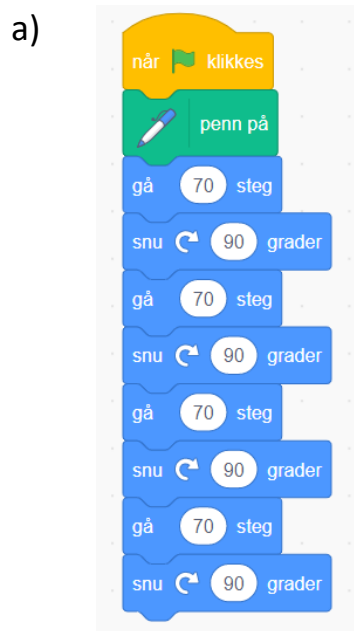 a)
når klikkes
penn på
gå 70 steg
snu 90 grader
gå 70 steg
snu 90 grader
gå 70 steg
snu 90 grader
gå 70 steg
snu 90 grader